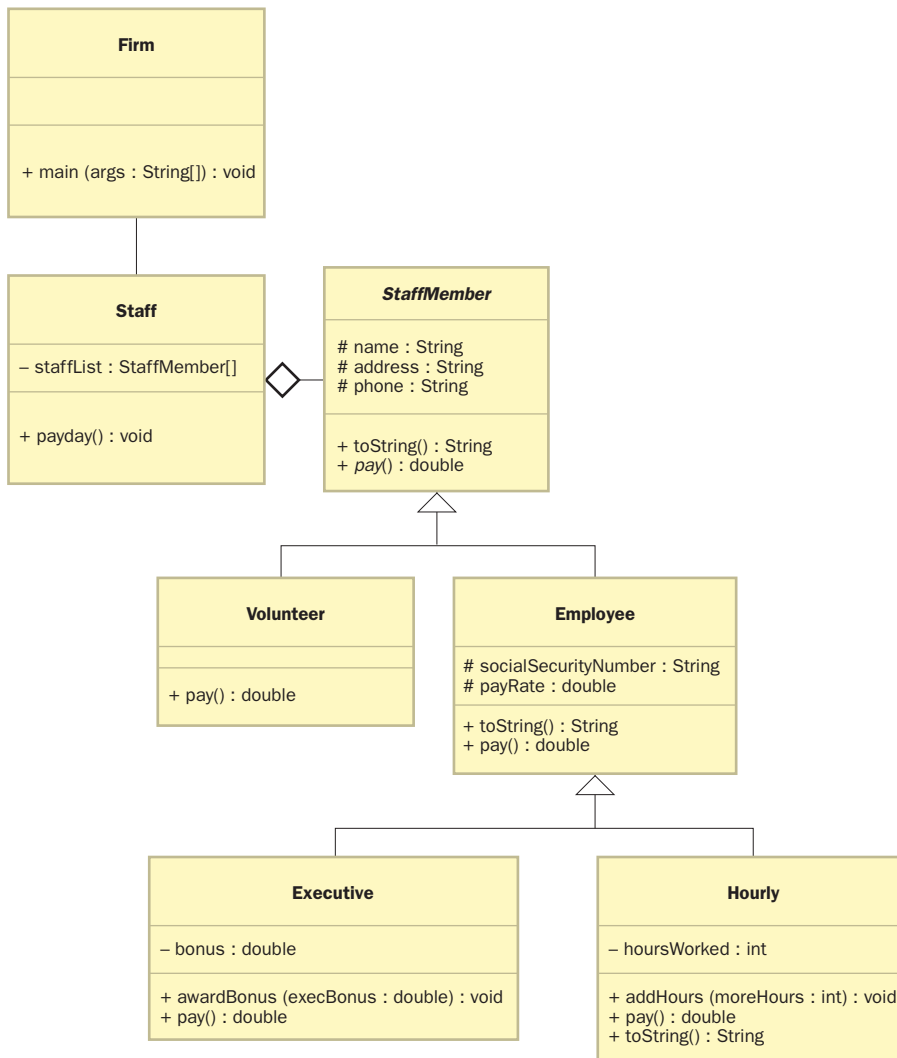 Firm
+ main (args : String[]) : void
Staff
– staffList : StaffMember[]
+ payday() : void
StaffMember
# name : String
# address : String
# phone : String
+ toString() : String
+ pay() : double
Volunteer
+ pay() : double
Employee
# socialSecurityNumber : String
# payRate : double
+ toString() : String
+ pay() : double
Executive
– bonus : double
+ awardBonus (execBonus : double) : void
+ pay() : double
Hourly
– hoursWorked : int
+ addHours (moreHours : int) : void
+ pay() : double
+ toString() : String